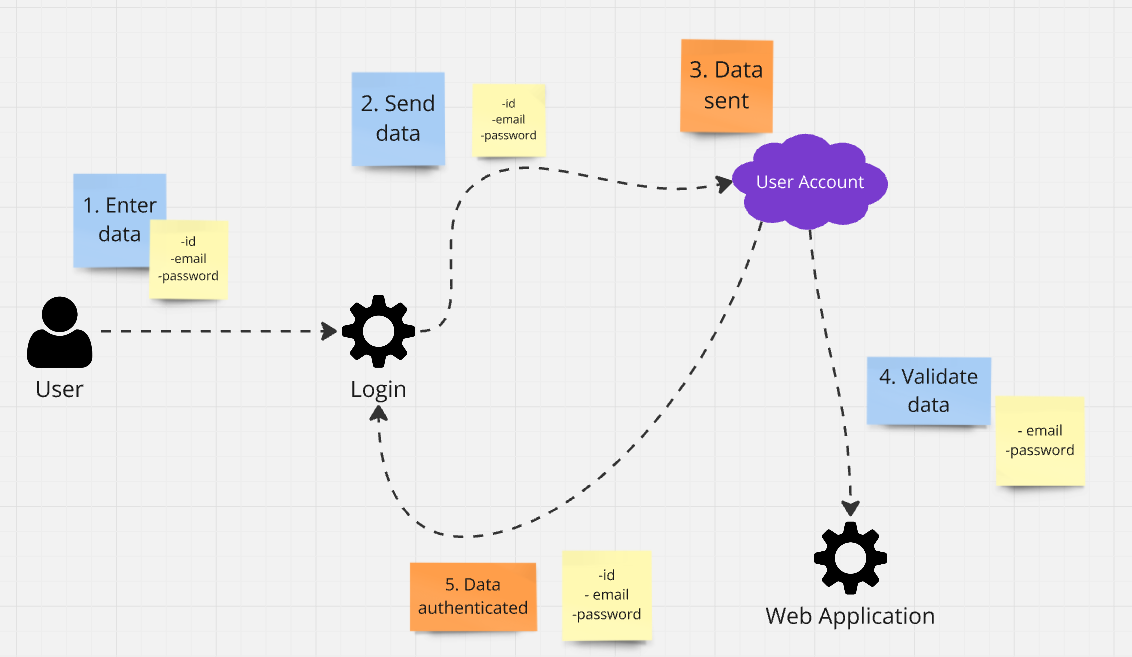 1. Enter
data
-id
-email
-password
User
2. Send
data
-id
-email
-password
Login
3. Data
sent
User Account
4. Validate
data
- email
-password
Web Application
5. Data
authenticated
-id
- email
-password